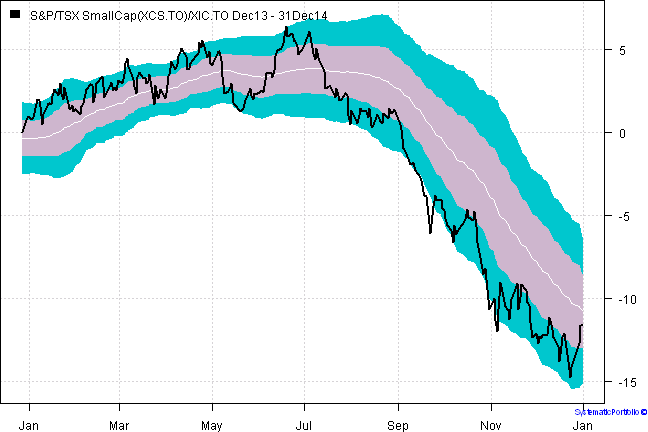 S&P/TSX SmallCap(XCS.TO)/XIC.TO Dec13 - 31Dec14
5
0
-5
-10
-15
SystematicPortfolio ©
Jan Mar May Jul Sep Nov Jan